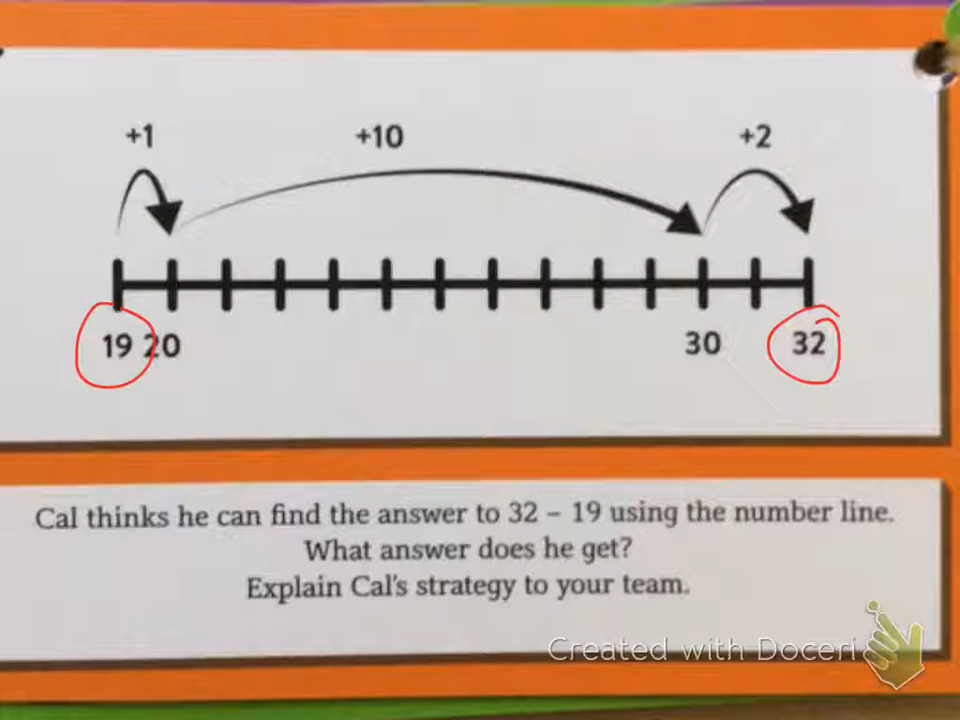 +1 +10 +2
19 20 30 32
Cal thinks he can find the answer to 32 – 19 using the number line.
What answer does he get?
Explain Cal's strategy to your team.
Created with Doceri